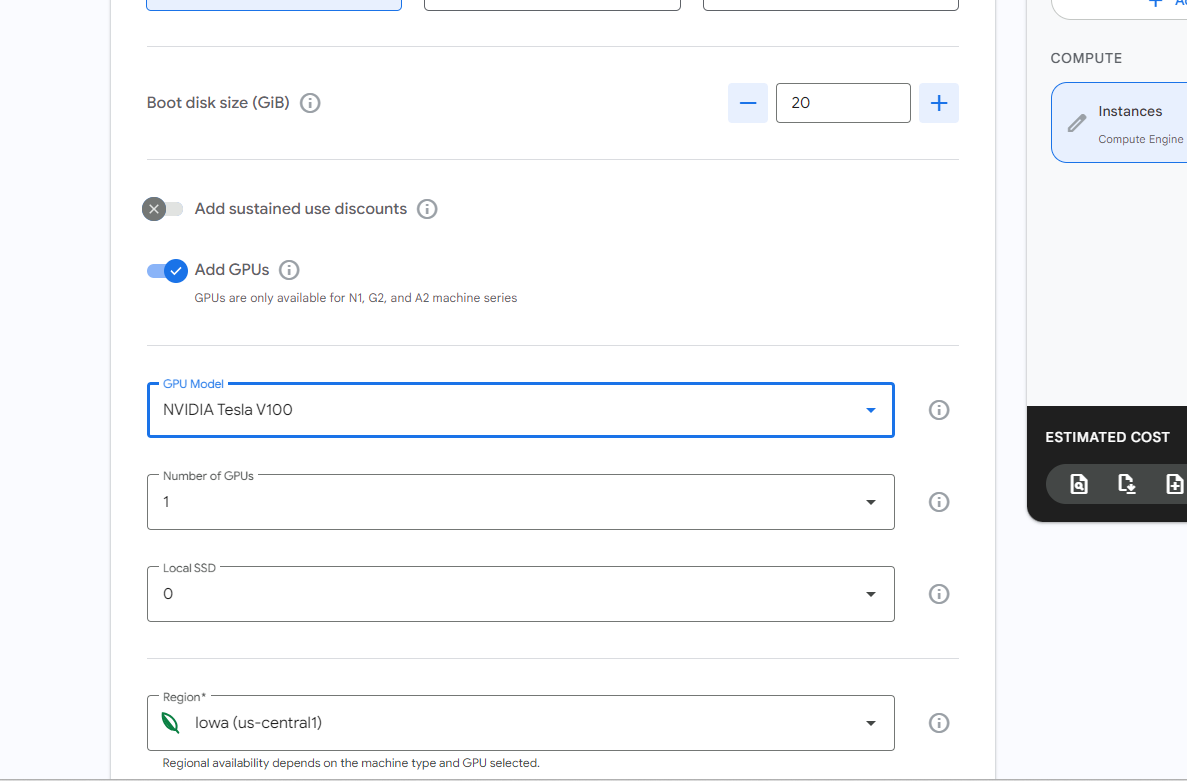 COMPUTE
Boot disk size (GiB)
20
Instances
Compute Engine
Add sustained use discounts
Add GPUs
GPUs are only available for N1, G2, and A2 machine series
GPU Model
NVIDIA Tesla V100
ESTIMATED COST
Number of GPUs
1
Local SSD
0
Region*
Iowa (us-central1)
Regional availability depends on the machine type and GPU selected.